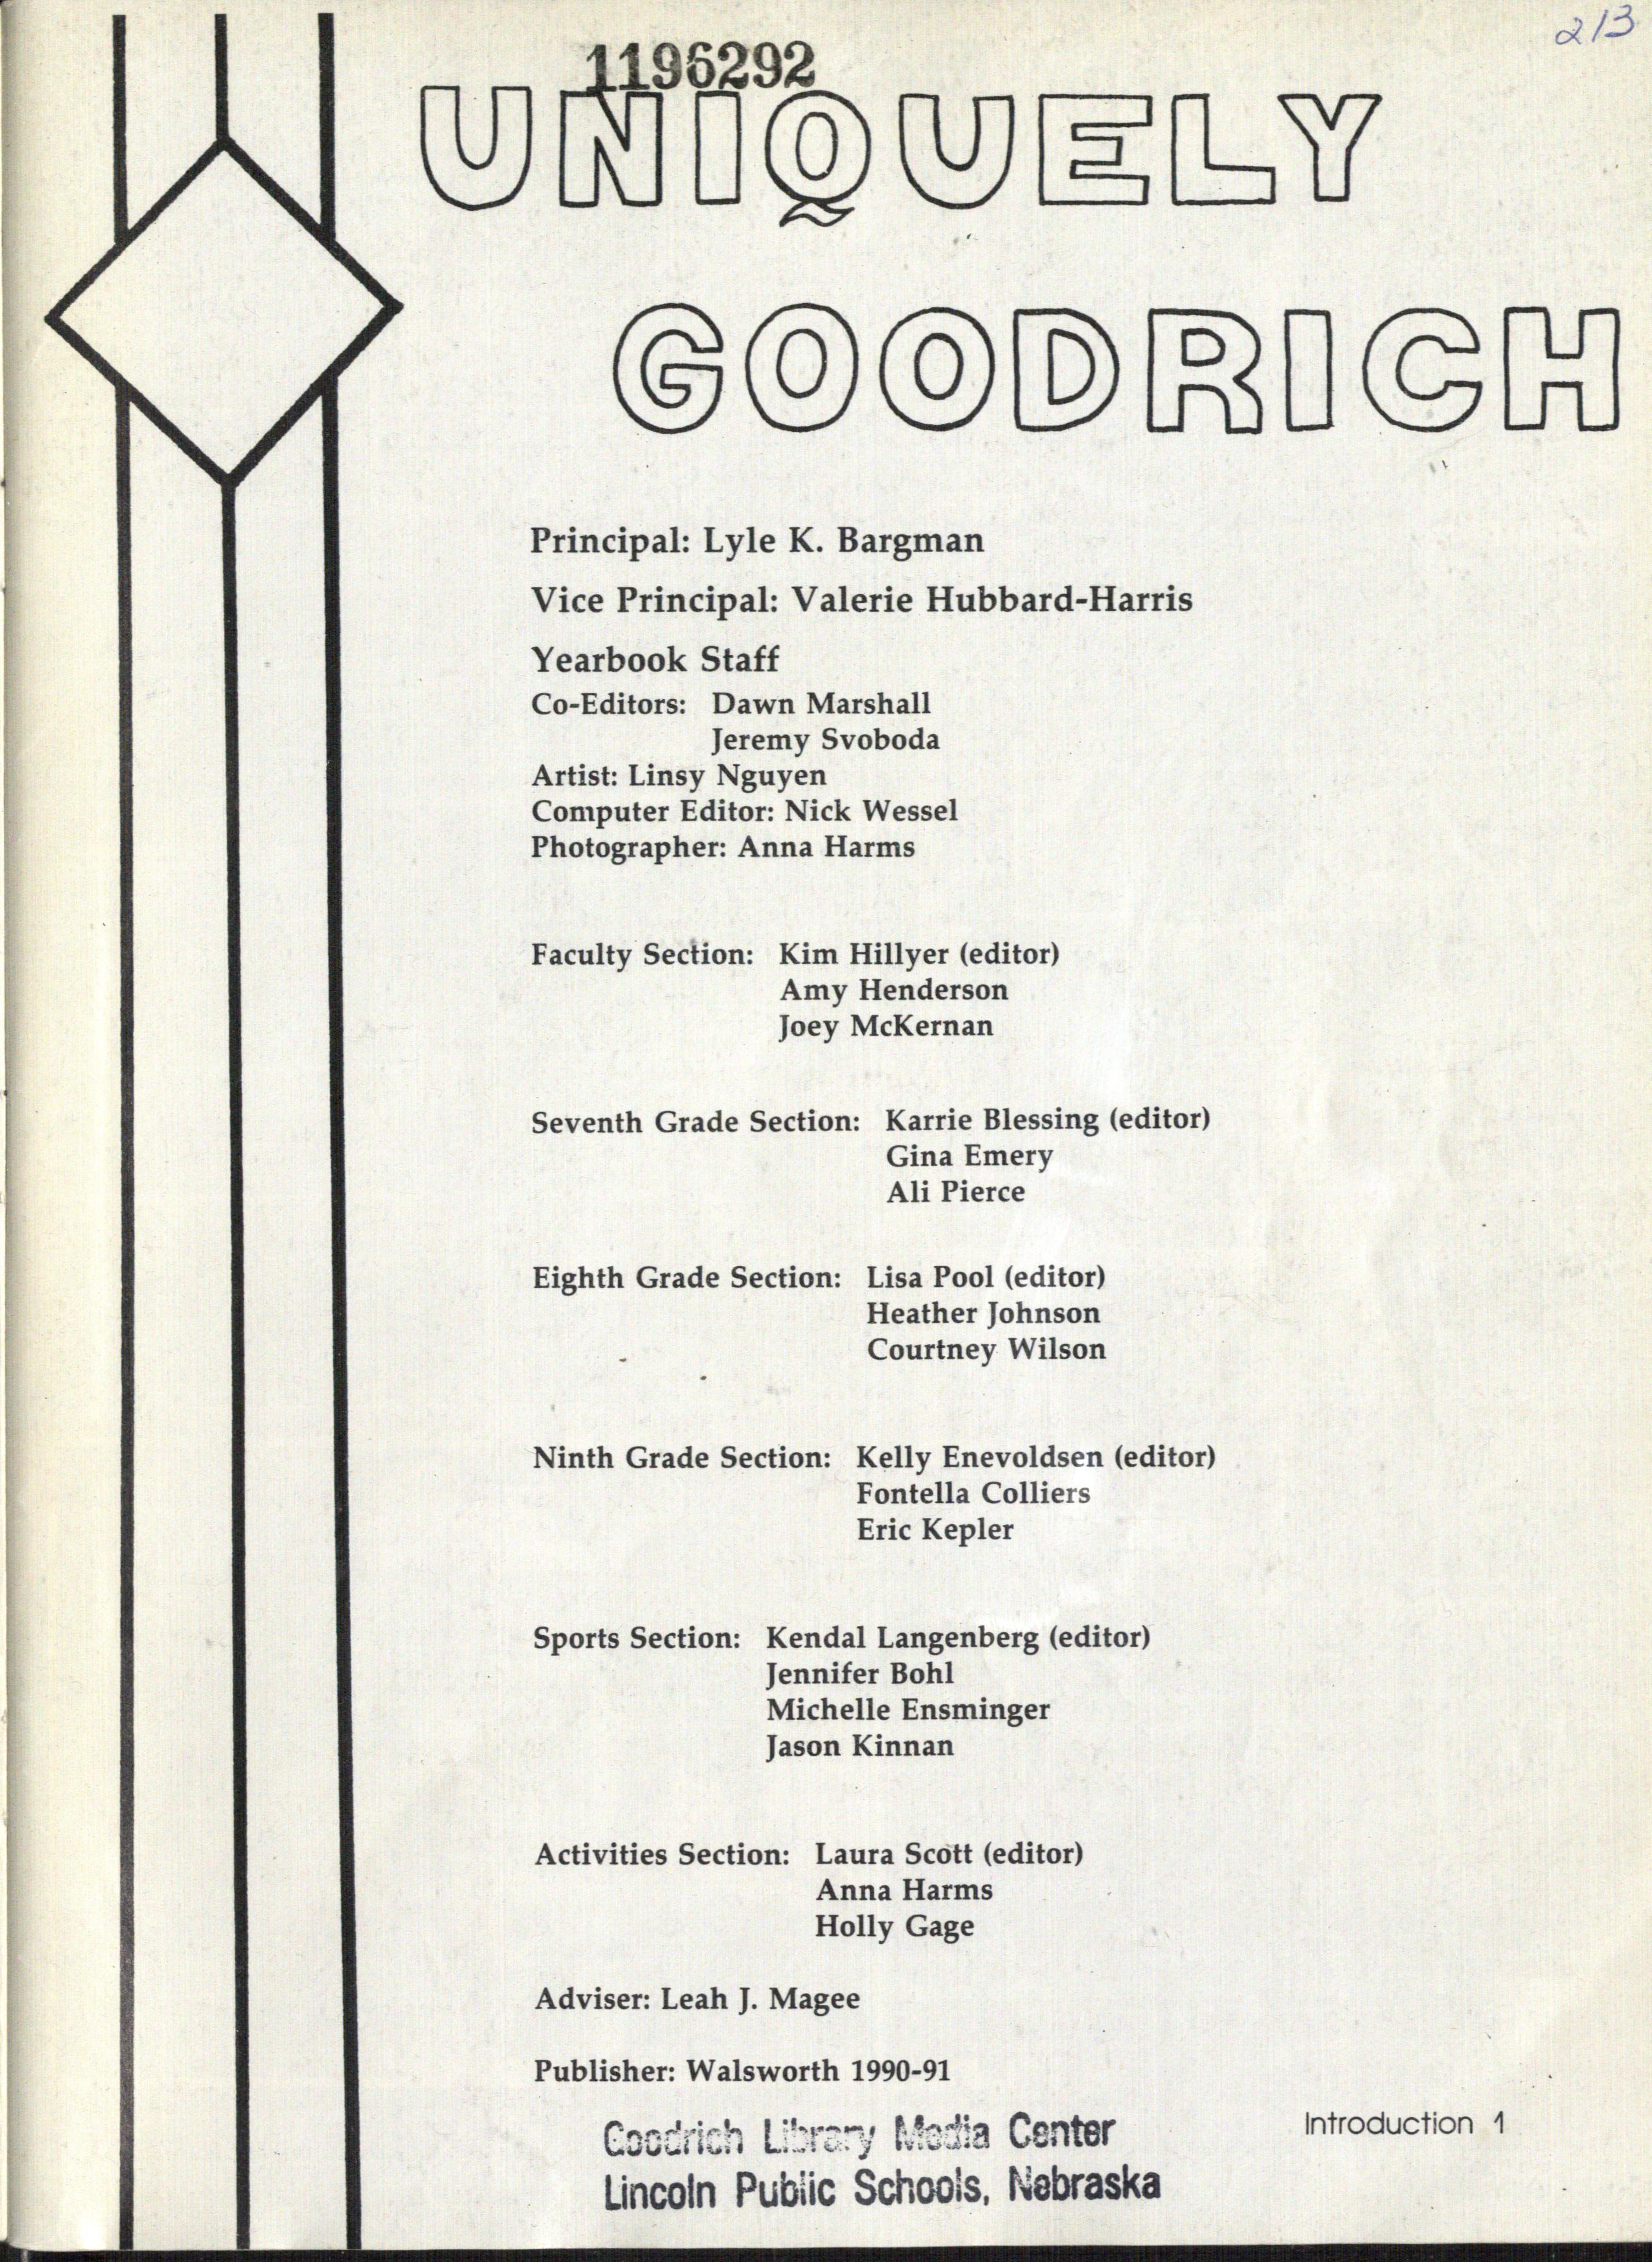 213
1196292
UNIQUELY
GOODRICH
Principal: Lyle K. Bargman
Vice Principal: Valerie Hubbard-Harris
Yearbook Staff
Co-Editors: Dawn Marshall
Jeremy Svoboda
Artist: Linsy Nguyen
Computer Editor: Nick Wessel
Photographer: Anna Harms
Faculty Section: Kim Hillyer (editor)
Amy Henderson
Joey McKernan
Seventh Grade Section: Karrie Blessing (editor)
Gina Emery
Ali Pierce
Eighth Grade Section: Lisa Pool (editor)
Heather Johnson
Courtney Wilson
Ninth Grade Section: Kelly Enevoldsen (editor)
Fontella Colliers
Eric Kepler
Sports Section: Kendal Langenberg (editor)
Jennifer Bohl
Michelle Ensminger
Jason Kinnan
Activities Section: Laura Scott (editor)
Anna Harms
Holly Gage
Adviser: Leah J. Magee
Publisher: Walsworth 1990-91
Introduction 1
Goodrich Library Media Center
Lincoln Public Schools, Nebraska